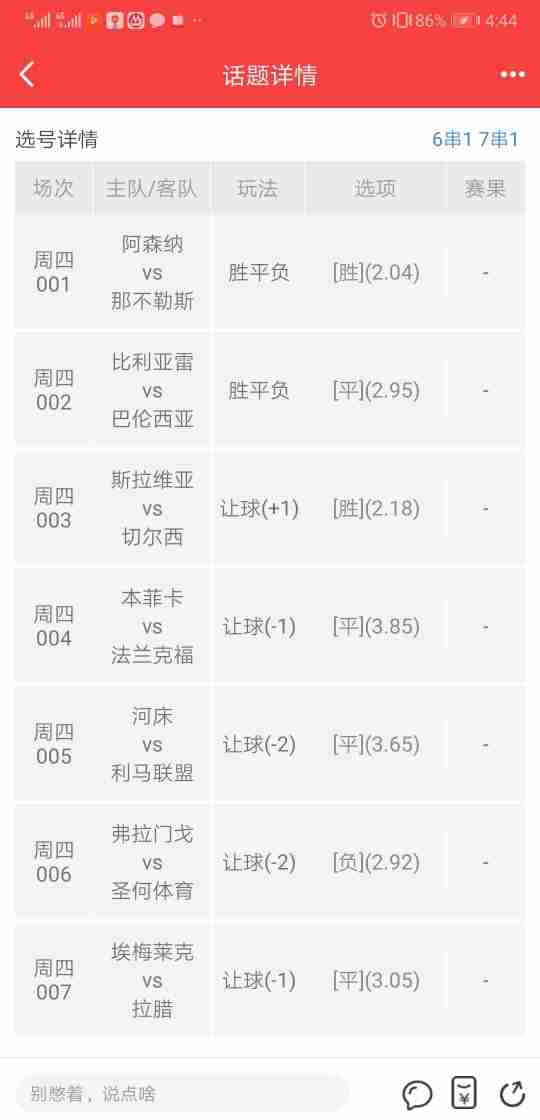 86% 4:44
话题详情
选号详情 6串1 7串1
场次 主队/客队 玩法 选项 赛果
周四
001
阿森纳
vs
那不勒斯
胜平负 [胜](2.04) -
周四
002
比利亚雷
vs
巴伦西亚
胜平负 [平](2.95) -
周四
003
斯拉维亚
vs
切尔西
让球(+1) [胜](2.18) -
周四
004
本菲卡
vs
法兰克福
让球(-1) [平](3.85) -
周四
005
河床
vs
利马联盟
让球(-2) [平](3.65) -
周四
006
弗拉门戈
vs
圣何体育
让球(-2) [负](2.92) -
周四
007
埃梅莱克
vs
拉腊
让球(-1) [平](3.05) -
别憋着，说点啥